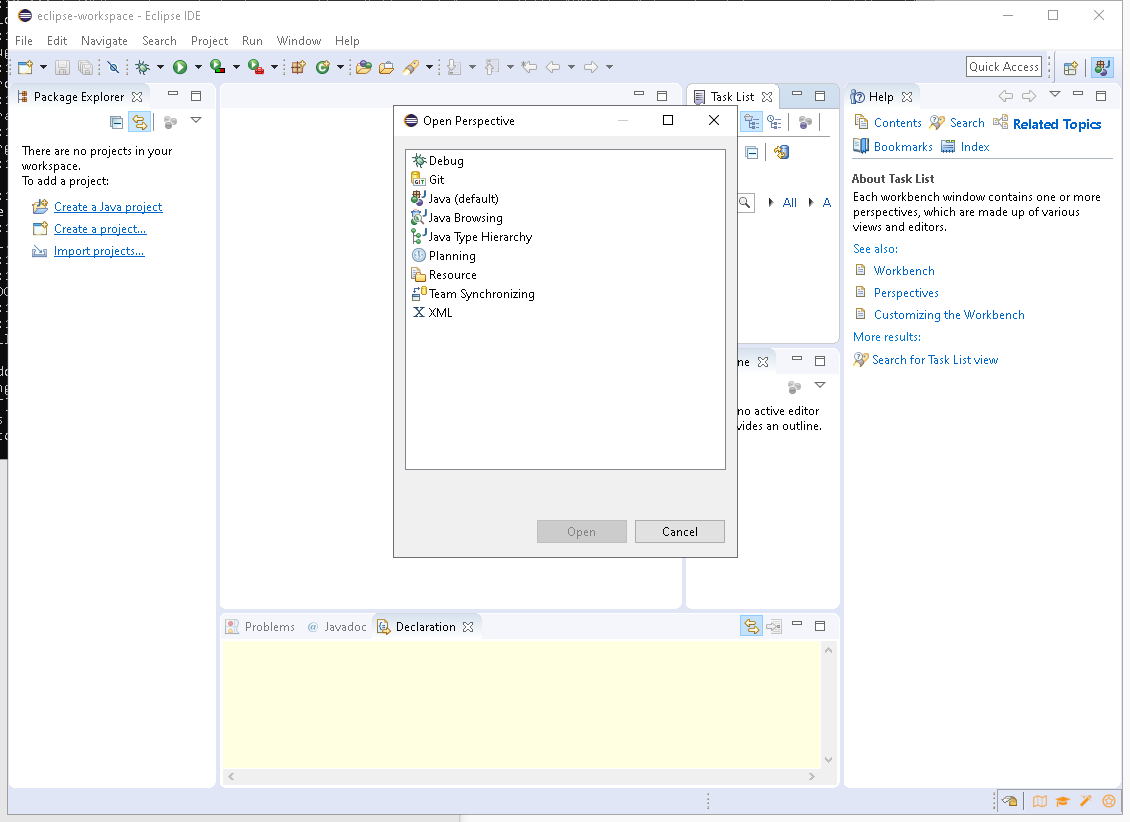 eclipse-workspace - Eclipse IDE
File Edit Navigate Search Project Run Window Help
Quick Access
Package Explorer
There are no projects in your
workspace.
To add a project:
Create a Java project
Create a project...
Import projects...
Open Perspective
Debug
GIT
Git
Java (default)
Java Browsing
Java Type Hierarchy
Planning
Resource
Team Synchronizing
XML
Open Cancel
Task List
All A
ne
no active editor
vides an outline.
Help
Contents Search Related Topics
Bookmarks Index
About Task List
Each workbench window contains one or more
perspectives, which are made up of various
views and editors.
See also:
Workbench
Perspectives
Customizing the Workbench
More results:
Search for Task List view
Problems @ Javadoc Declaration